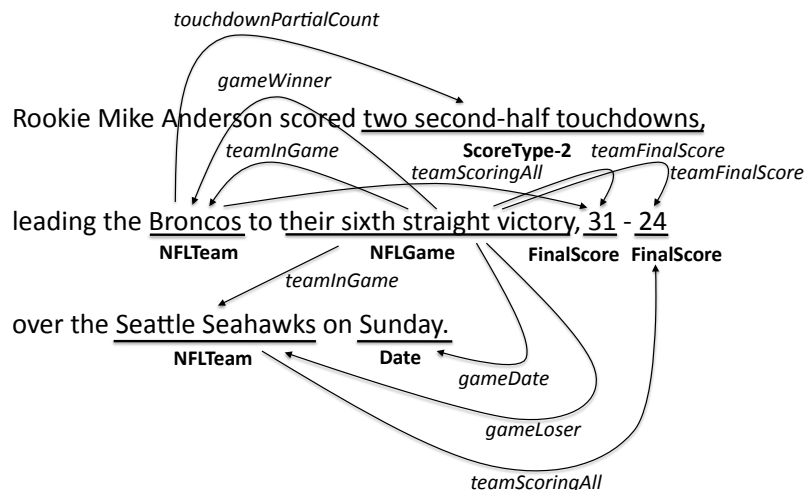 touchdownPartialCount
gameWinner
Rookie Mike Anderson scored two second-half touchdowns,
teamInGame ScoreType-2 teamFinalScore
teamScoringAll teamFinalScore
leading the Broncos to their sixth straight victory, 31 - 24
NFLTeam NFLGame FinalScore FinalScore
teamInGame
over the Seattle Seahawks on Sunday.
NFLTeam Date
gameDate
gameLoser
teamScoringAll